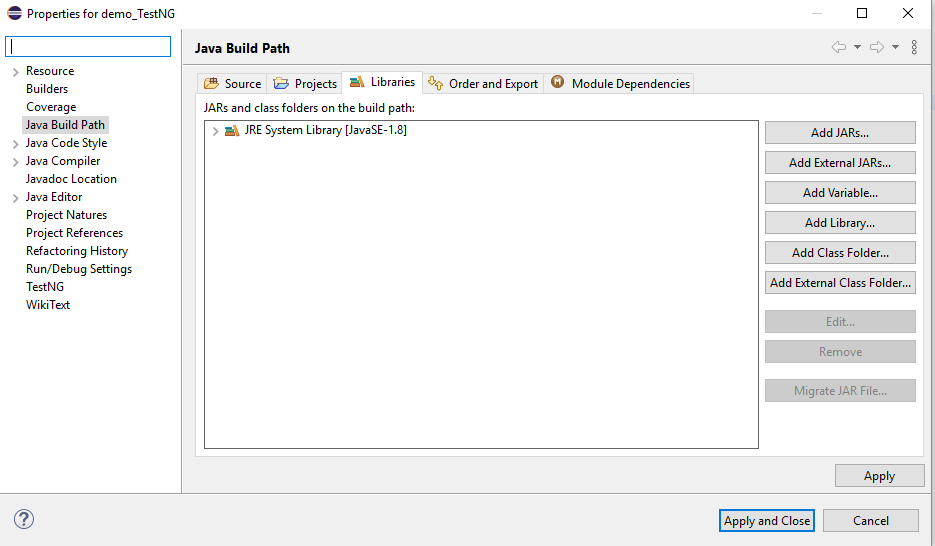 Properties for demo_TestNG
Resource
Builders
Coverage
Java Build Path
Java Code Style
Java Compiler
Javadoc Location
Java Editor
Project Natures
Project References
Refactoring History
Run/Debug Settings
TestNG
WikiText
Java Build Path
Source Projects Libraries Order and Export Module Dependencies
JARs and class folders on the build path:
JRE System Library [JavaSE-1.8]
Add JARs...
Add External JARs...
Add Variable...
Add Library...
Add Class Folder...
Add External Class Folder...
Edit...
Remove
Migrate JAR File...
Apply
Apply and Close Cancel